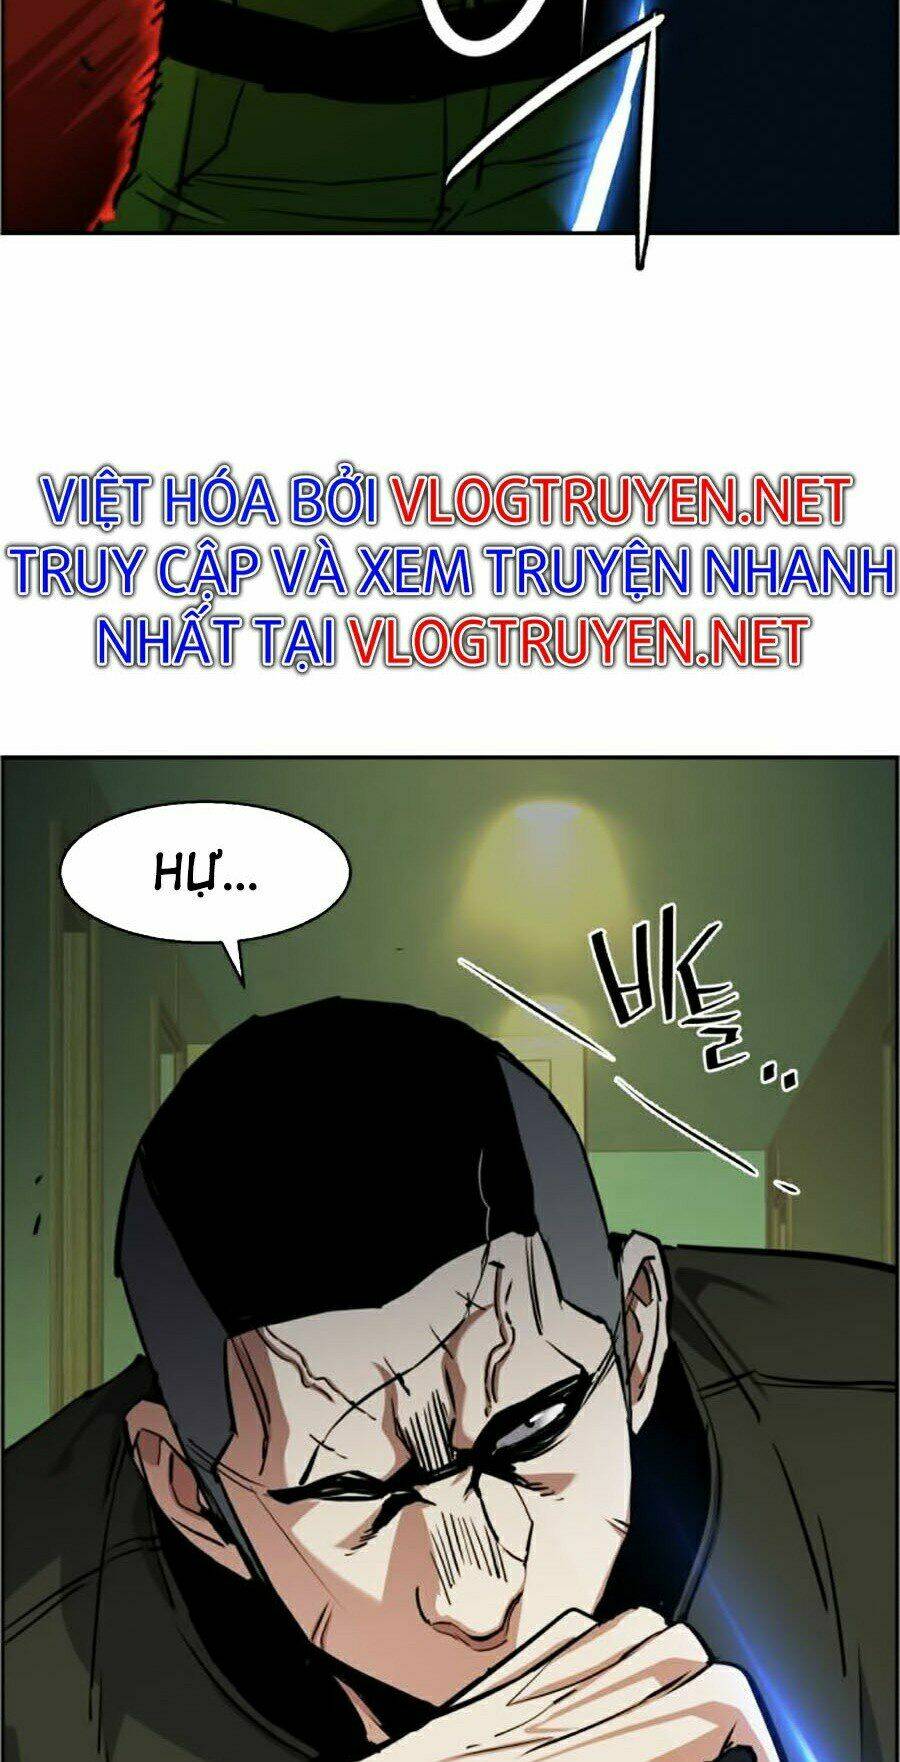 VIỆT HÓA BỞI VLOGTRUYEN.NET
TRUY CẬP VÀ XEM TRUYỆN NHANH
NHẤT TẠI VLOGTRUYEN.NET
HỰ...
비틀..